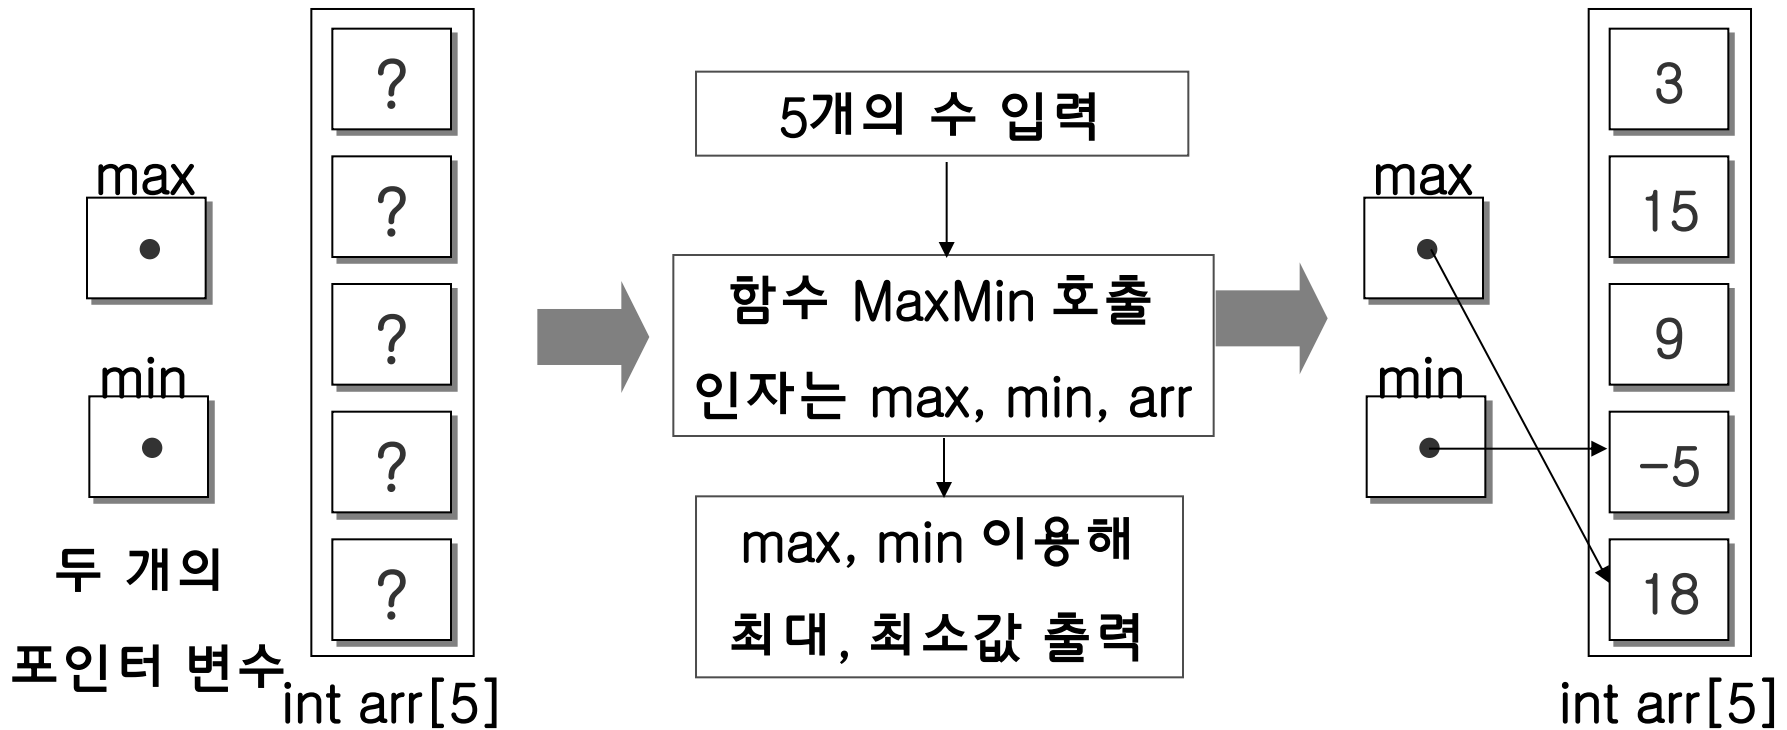 max
min
두 개의
포인터 변수
?
?
?
?
?
int arr[5]
5개의 수 입력
함수 MaxMin 호출
인자는 max, min, arr
max, min 이용해
최대, 최소값 출력
max
min
3
15
9
-5
18
int arr[5]